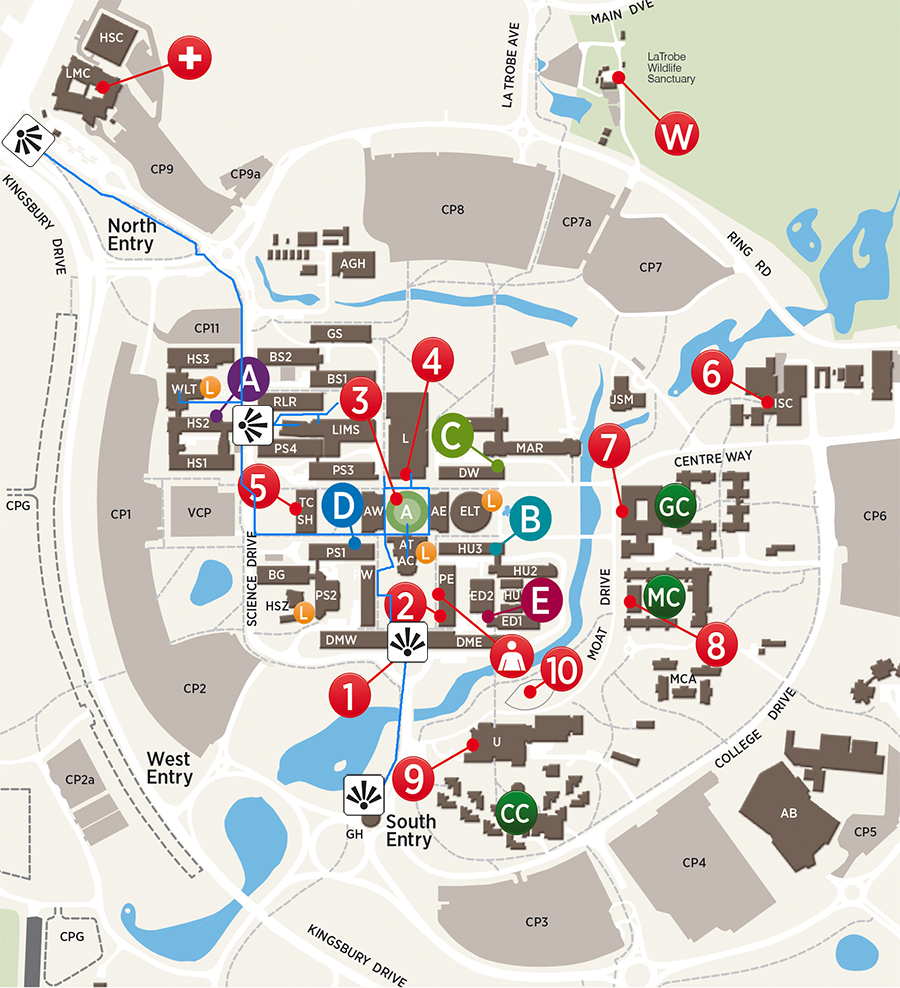 MAIN DVE
HSC
LA TROBE AVE
LaTrobe
Wildlife
Sanctuary
LMC
W
CP9
CP9a
KINGSBURY DRIVE
North
Entry
CP8
CP7a
RING RD
CP7
AGH
CP11
GS
HS3
BS2
4
6
WLT
L
A
BS1
3
JSM
ISC
RLR
HS2
LIMS
L
C
7
MAR
PS4
HS1
PS3
DW
CENTRE WAY
5
CPG
CP1
VCP
TC
SH
D
AW
A
AE
ELT
L
B
GC
CP6
SCIENCE DRIVE
PS1
AT
AC
L
HU3
BG
PS2
PW
PE
HU2
HSZ
L
2
ED2
HU
E
ED1
MOAT DRIVE
MC
8
DMW
DME
1
10
MCA
CP2
COLLEGE DRIVE
West
Entry
U
CP2a
9
CC
GH
South
Entry
AB
CP5
CP4
CP3
CPG
KINGSBURY DRIVE